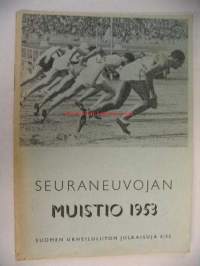 SEURANEUVOJAN
MUISTIO 1953
SUOMEN URHEILULIITON JULKAISUJA